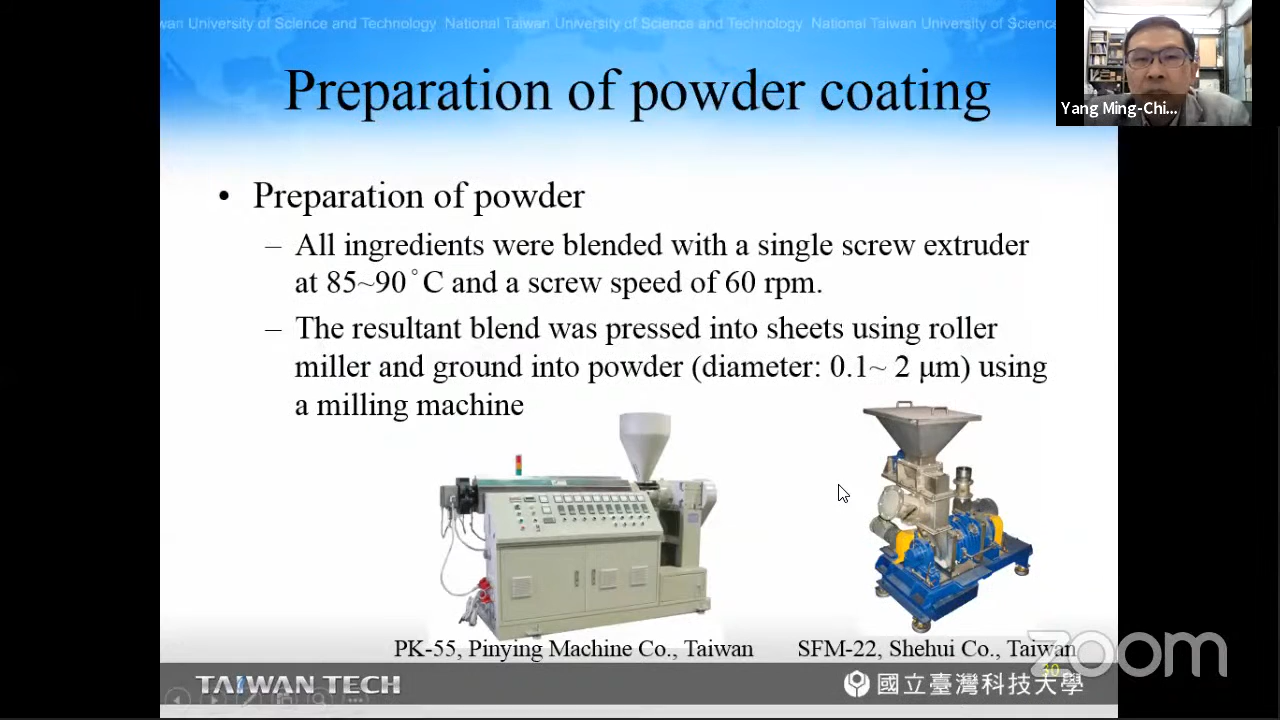 wan University of Science and Technology National Taiwan University of Science and Technology National Taiwan University of Science
Preparation of powder coating
Yang Ming-Chi...
• Preparation of powder
– All ingredients were blended with a single screw extruder
at 85~90°C and a screw speed of 60 rpm.
– The resultant blend was pressed into sheets using roller
miller and ground into powder (diameter: 0.1~ 2 μm) using
a milling machine
PK-55, Pinying Machine Co., Taiwan
SFM-22, Shehui Co., Taiwan
zoom
30
TAIWAN TECH
國立臺灣科技大學